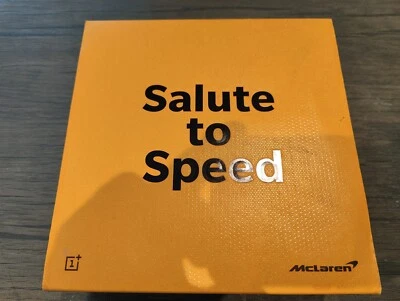 Salute
to
Speed
1+
McLaren